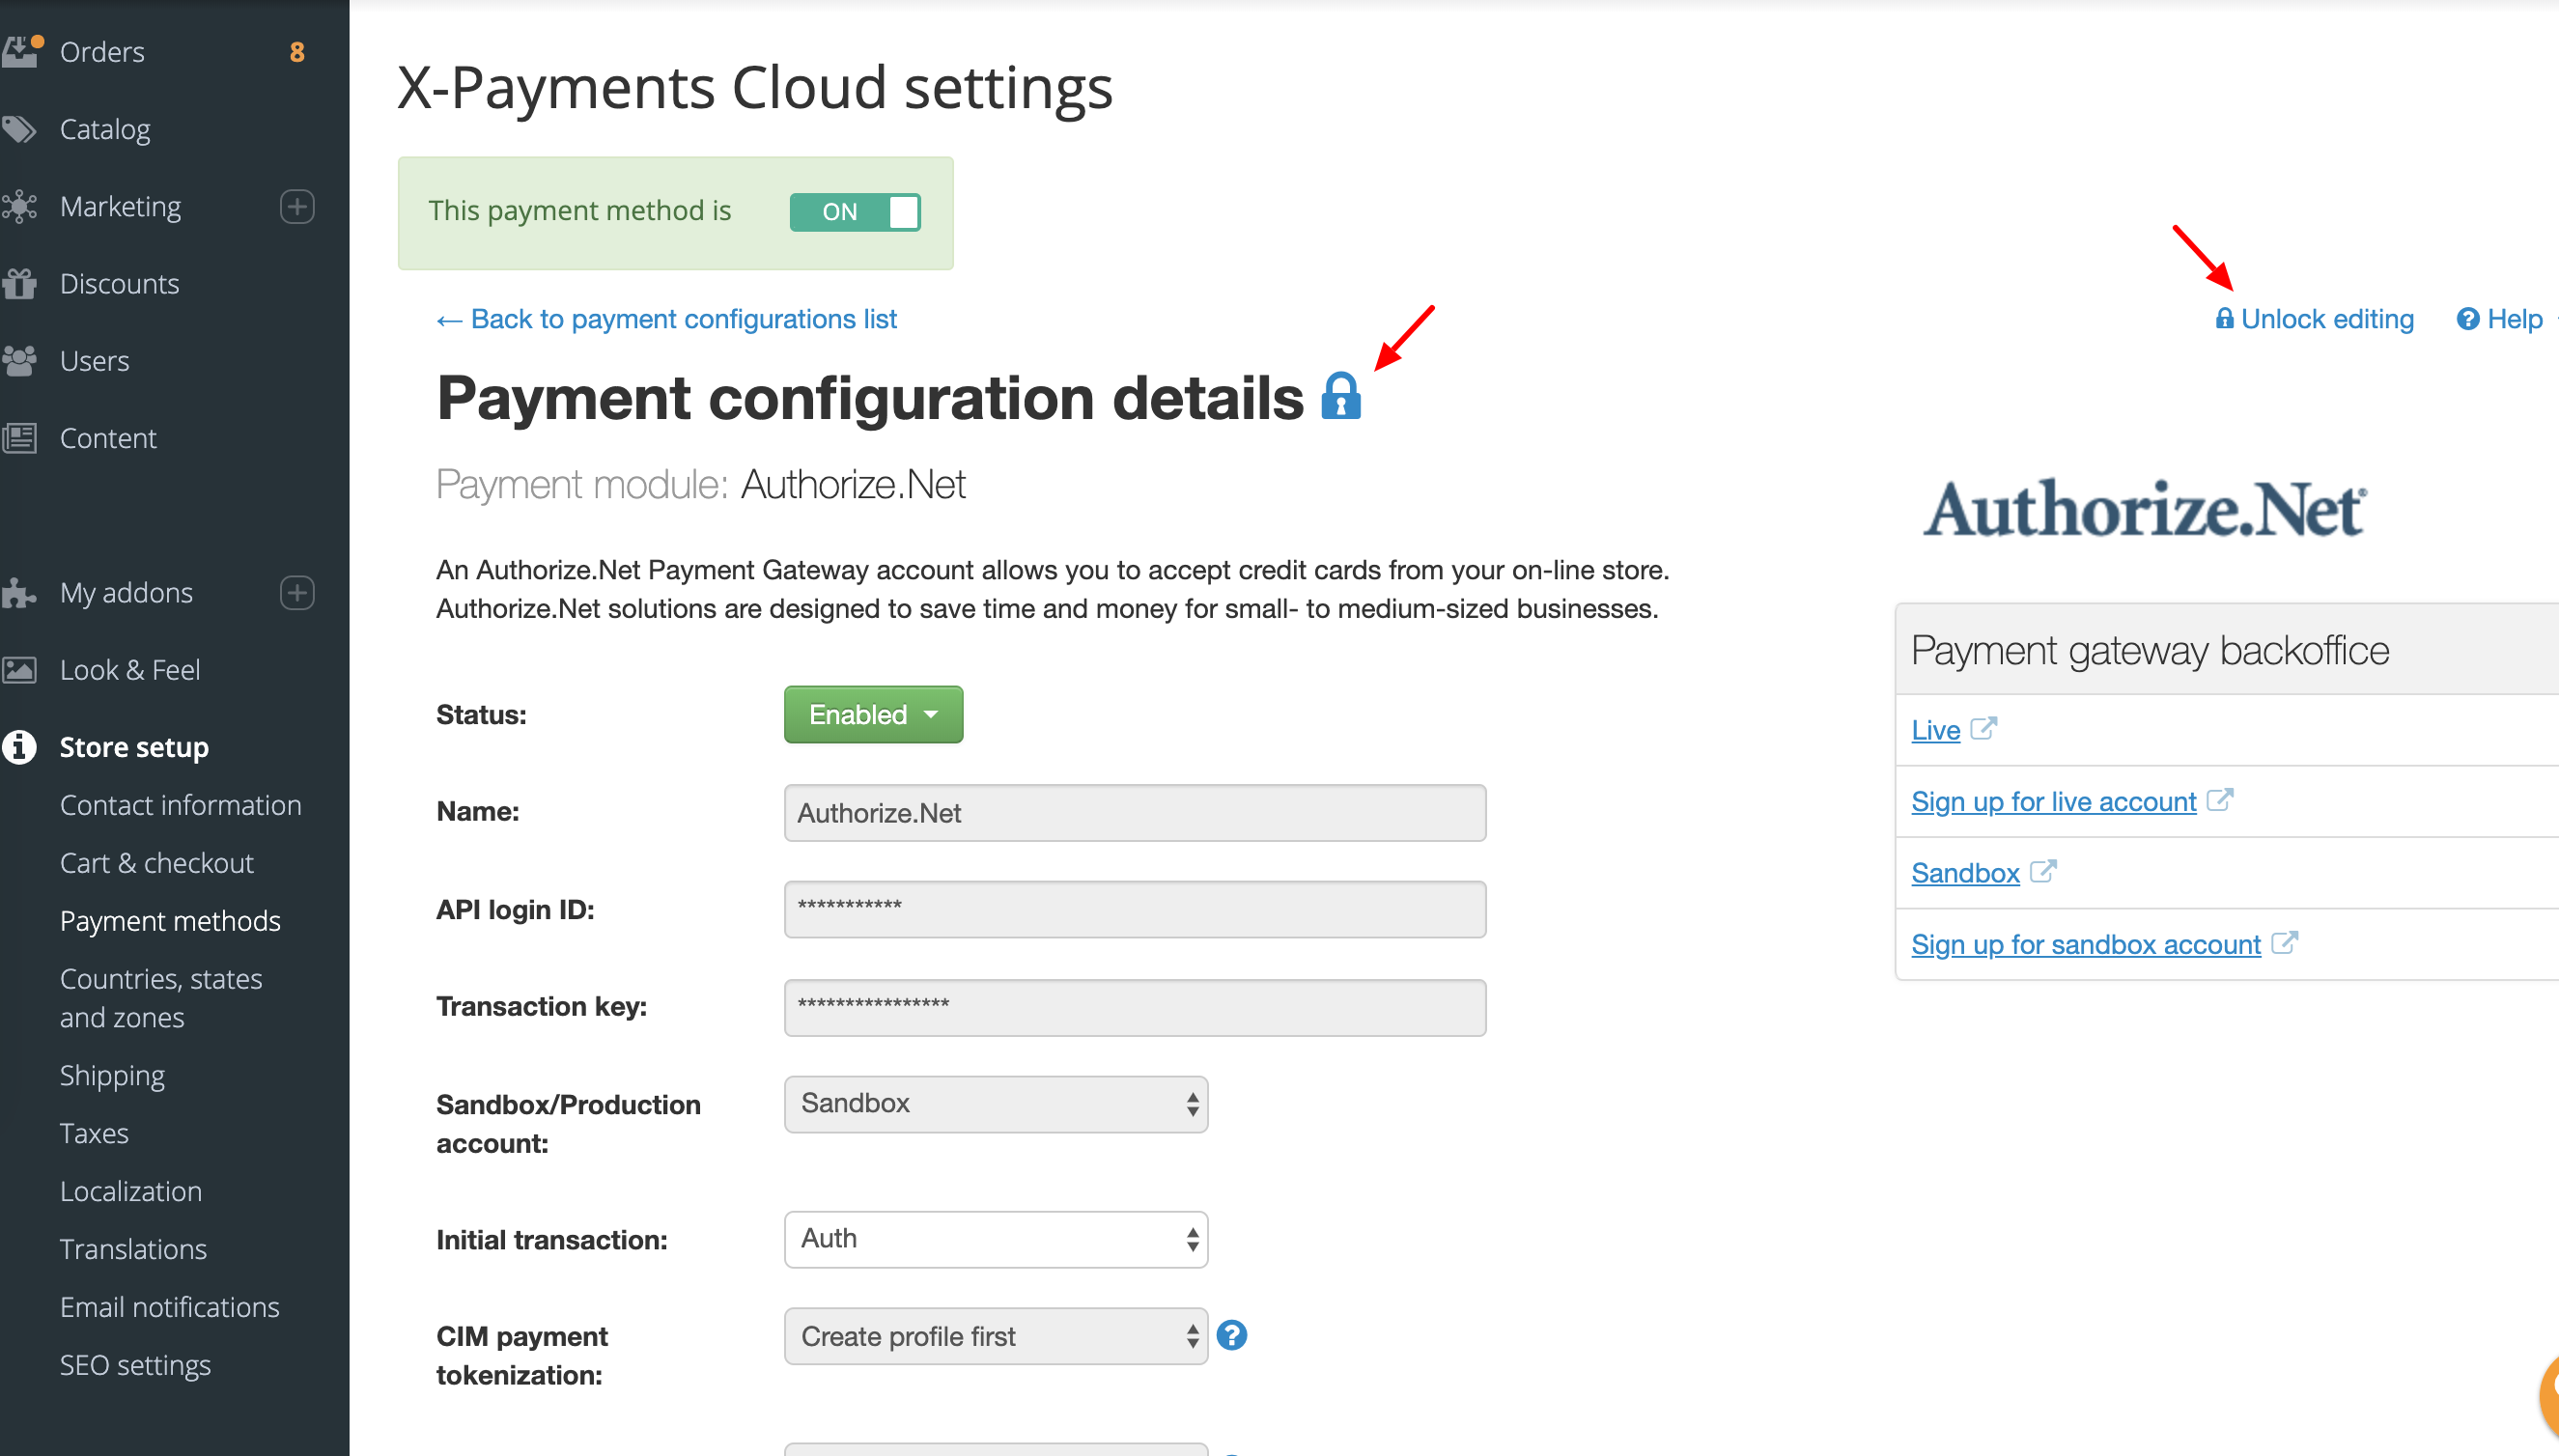 Orders 8
Catalog
Marketing
Discounts
Users
Content
My addons
Look & Feel
Store setup
Contact information
Cart & checkout
Payment methods
Countries, states
and zones
Shipping
Taxes
Localization
Translations
Email notifications
SEO settings
X-Payments Cloud settings
This payment method is ON
← Back to payment configurations list
Unlock editing
Help
Payment configuration details
Payment module: Authorize.Net
An Authorize.Net Payment Gateway account allows you to accept credit cards from your on-line store.
Authorize.Net solutions are designed to save time and money for small- to medium-sized businesses.
Status: Enabled
Name: Authorize.Net
API login ID: ***********
Transaction key: ****************
Sandbox/Production
account:
Sandbox
Initial transaction: Auth
CIM payment
tokenization:
Create profile first
Authorize.Net
Payment gateway backoffice
Live
Sign up for live account
Sandbox
Sign up for sandbox account